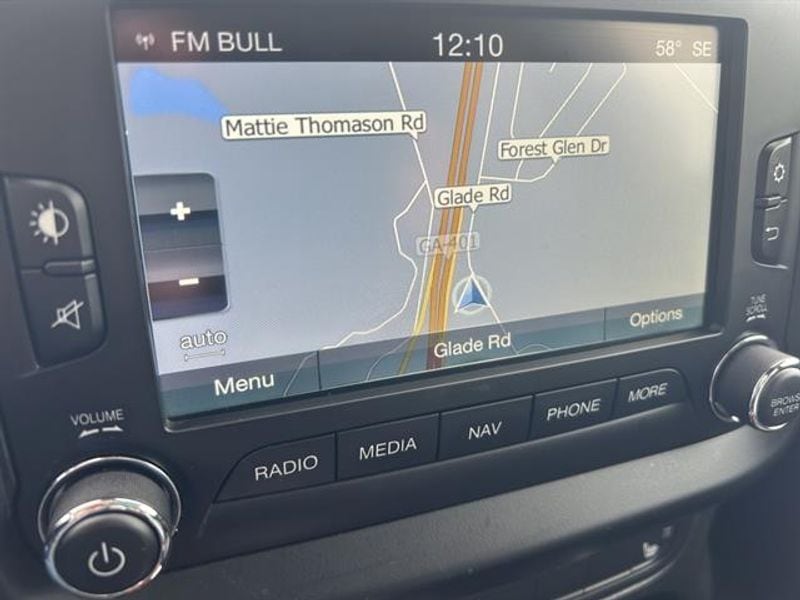 FM BULL
12:10
58° SE
Mattie Thomason Rd
Forest Glen Dr
Glade Rd
GA-401
+
-
auto
Menu
Glade Rd
Options
TUNE
SCROLL
VOLUME
RADIO
MEDIA
NAV
PHONE
MORE
BROWSE
ENTER